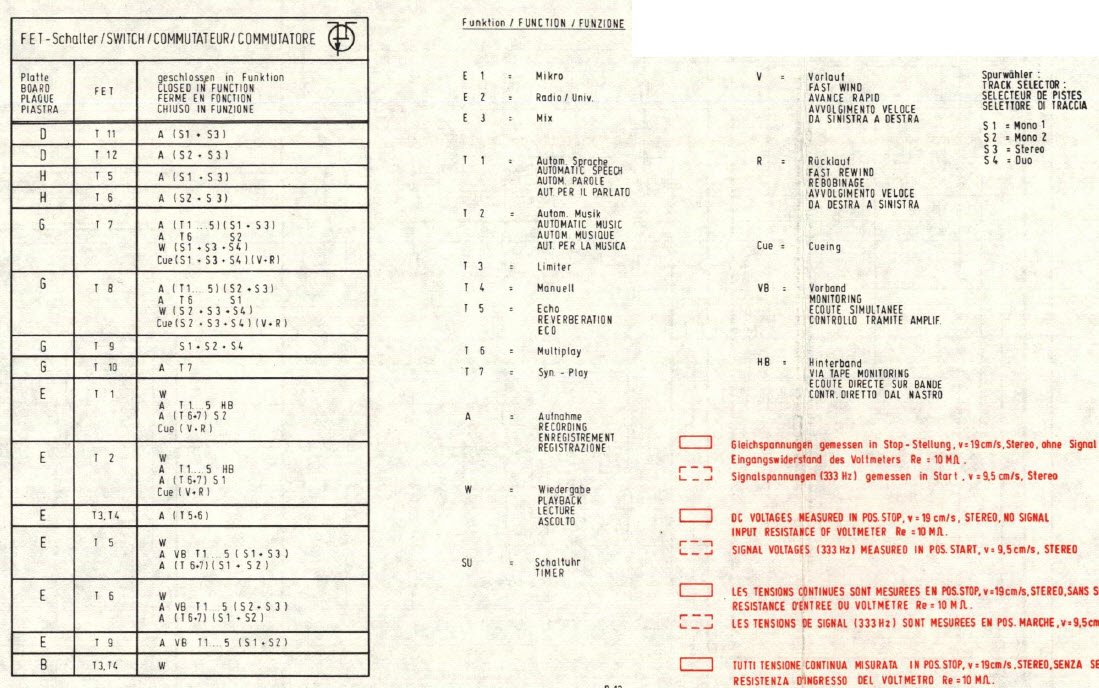 FET-Schalter/SWITCH/COMMUTATEUR/COMMUTATORE
Platte
BOARD
PLAQUE
PIASTRA
FET
geschlossen in Funktion
CLOSED IN FUNCTION
FERME EN FONCTION
CHIUSO IN FUNZIONE
D T 11 A (S1+S3)
D T 12 A (S2+S3)
H T 5 A (S1+S3)
H T 6 A (S2+S3)
G T 7 A (T1...5)(S1+S3)
A T6 S2
W (S1+S3+S4)
Cue(S1+S3+S4)(V+R)
G T 8 A (T1...5)(S2+S3)
A T6 S1
W (S2+S3+S4)
Cue(S2+S3+S4)(V+R)
G T 9 S1+S2+S4
G T 10 A T7
E T 1 W
A T1...5 HB
A (T6+7) S2
Cue (V+R)
E T 2 W
A T1...5 HB
A (T6+7) S1
Cue (V+R)
E T3,T4 A (T5+6)
E T 5 W
A VB T1...5 (S1+S3)
A (T6+7)(S1+S2)
E T 6 W
A VB T1...5 (S2+S3)
A (T6+7)(S1+S2)
E T 9 A VB T1...5 (S1+S2)
B T3,T4 W
Funktion / FUNCTION / FUNZIONE
E 1 = Mikro
E 2 = Radio/Univ.
E 3 = Mix
T 1 = Autom. Sprache
AUTOMATIC SPEECH
AUTOM. PAROLE
AUT. PER IL PARLATO
T 2 = Autom. Musik
AUTOMATIC MUSIC
AUTOM. MUSIQUE
AUT. PER LA MUSICA
T 3 = Limiter
T 4 = Manuell
T 5 = Echo
REVERBERATION
ECO
T 6 = Multiplay
T 7 = Syn.-Play
A = Aufnahme
RECORDING
ENREGISTREMENT
REGISTRAZIONE
W = Wiedergabe
PLAYBACK
LECTURE
ASCOLTO
SU = Schaltuhr
TIMER
V = Vorlauf
FAST WIND
AVANCE RAPID
AVVOLGIMENTO VELOCE
DA SINISTRA A DESTRA
R = Rücklauf
FAST REWIND
REBOBINAGE
AVVOLGIMENTO VELOCE
DA DESTRA A SINISTRA
Cue = Cueing
VB = Vorband
MONITORING
ECOUTE SIMULTANEE
CONTROLLO TRAMITE AMPLIF.
HB = Hinterband
VIA TAPE MONITORING
ECOUTE DIRECTE SUR BANDE
CONTR. DIRETTO DAL NASTRO
Spurwähler :
TRACK SELECTOR :
SELECTEUR DE PISTES
SELETTORE DI TRACCIA
S 1 = Mono 1
S 2 = Mono 2
S 3 = Stereo
S 4 = Duo
Gleichspannungen gemessen in Stop-Stellung, v=19cm/s, Stereo, ohne Signal
Eingangswiderstand des Voltmeters Re = 10 MΩ.
Signalspannungen (333 Hz) gemessen in Start, v = 9,5 cm/s, Stereo
DC VOLTAGES MEASURED IN POS. STOP, v = 19 cm/s, STEREO, NO SIGNAL
INPUT RESISTANCE OF VOLTMETER Re = 10 MΩ.
SIGNAL VOLTAGES (333 Hz) MEASURED IN POS. START, v = 9,5 cm/s, STEREO
LES TENSIONS CONTINUES SONT MESUREES EN POS. STOP, v=19cm/s, STEREO, SANS S
RESISTANCE D'ENTREE DU VOLTMETRE Re = 10 MΩ.
LES TENSIONS DE SIGNAL (333 Hz) SONT MESUREES EN POS. MARCHE, v=9,5cm
TUTTI TENSIONE CONTINUA MISURATA IN POS. STOP, v = 19cm/s, STEREO, SENZA SE
RESISTENZA D'INGRESSO DEL VOLTMETRO Re = 10 MΩ.